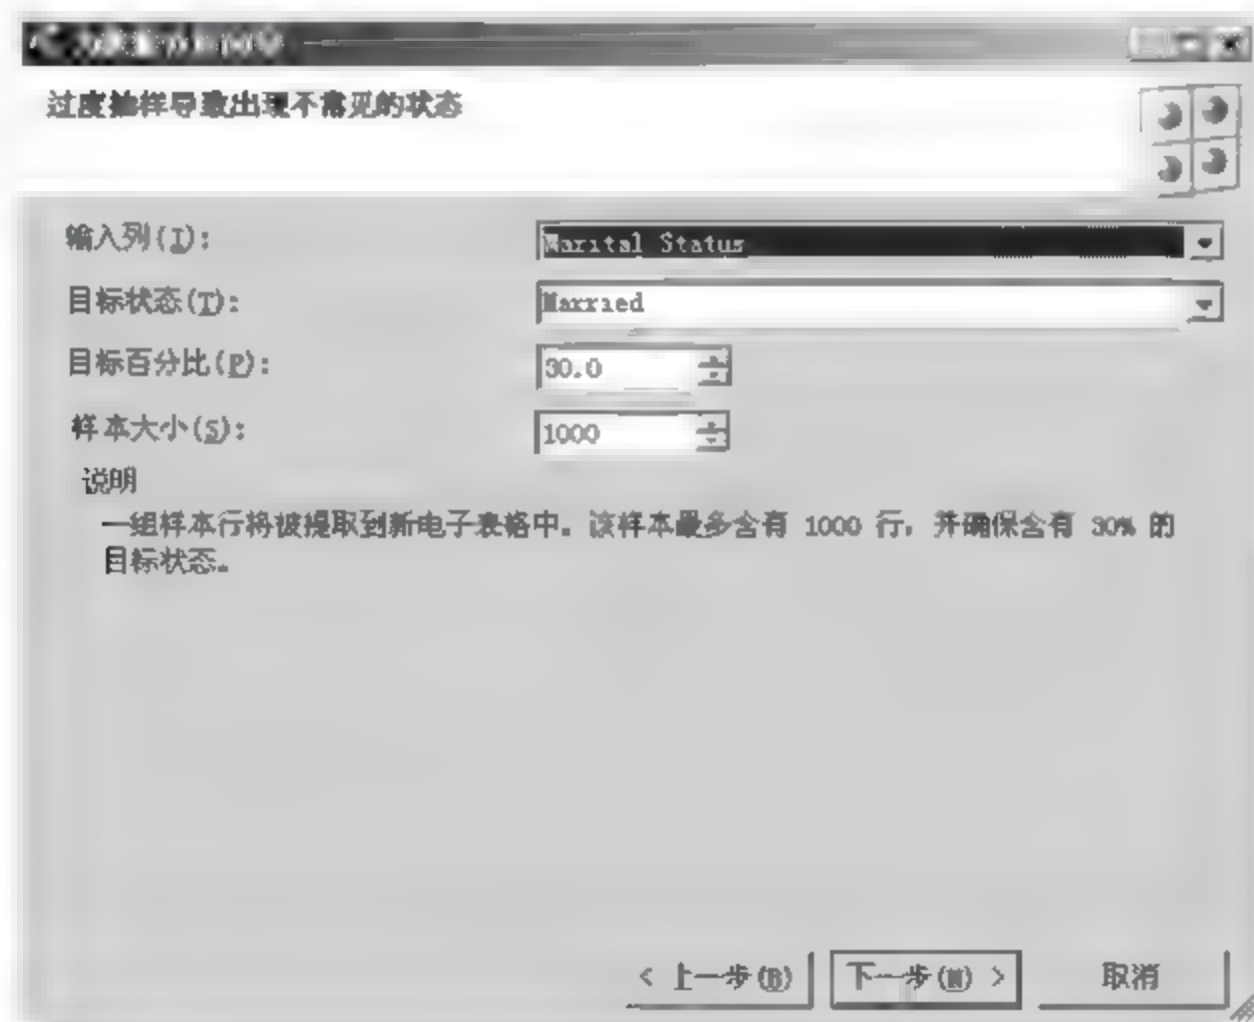 过度抽样导致出现不常见的状态
输入列(I):
Marital Status
目标状态(T):
Married
目标百分比(P):
30.0
样本大小(S):
1000
说明
一组样本行将被提取到新电子表格中。该样本最多含有 1000 行，并确保含有 30% 的
目标状态。
< 上一步(B)
下一步(N) >
取消